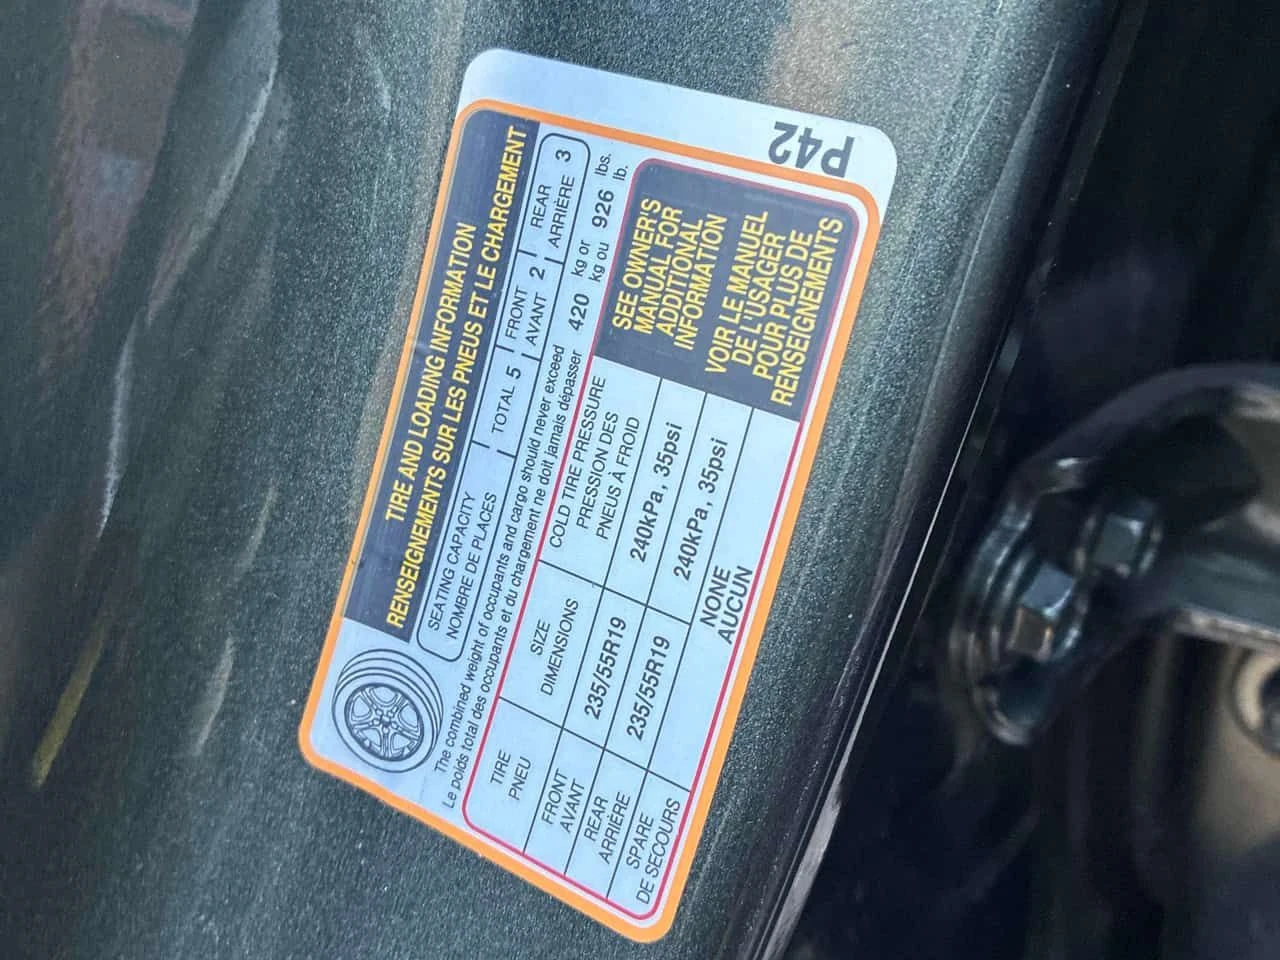 P42
TIRE AND LOADING INFORMATION
RENSEIGNEMENTS SUR LES PNEUS ET LE CHARGEMENT
SEATING CAPACITY
NOMBRE DE PLACES
TOTAL 5
FRONT
AVANT 2
REAR
ARRIÈRE 3
The combined weight of occupants and cargo should never exceed 420 kg or 926 lbs.
Le poids total des occupants et du chargement ne doit jamais dépasser kg ou lb.
TIRE SIZE COLD TIRE PRESSURE
PNEU DIMENSIONS PRESSION DES
PNEUS À FROID
FRONT
AVANT 235/55R19 240kPa, 35psi
REAR
ARRIÈRE 235/55R19 240kPa, 35psi
SPARE
DE SECOURS
NONE
AUCUN
SEE OWNER'S
MANUAL FOR
ADDITIONAL
INFORMATION
VOIR LE MANUEL
DE L'USAGER
POUR PLUS DE
RENSEIGNEMENTS